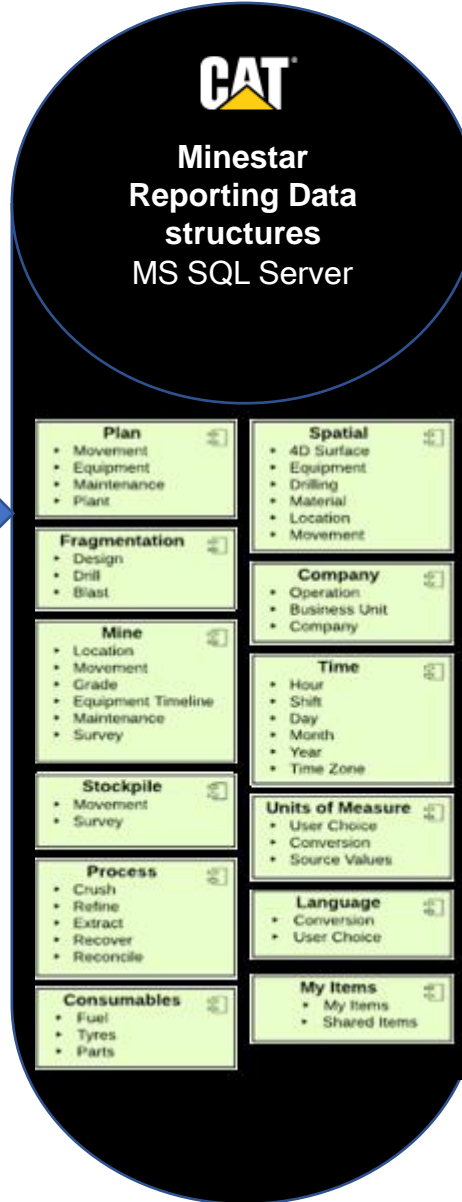 CAT
Minestar
Reporting Data
structures
MS SQL Server
Plan
• Movement
• Equipment
• Maintenance
• Plant
Fragmentation
• Design
• Drill
• Blast
Mine
• Location
• Movement
• Grade
• Equipment Timeline
• Maintenance
• Survey
Stockpile
• Movement
• Survey
Process
• Crush
• Refine
• Extract
• Recover
• Reconcile
Consumables
• Fuel
• Tyres
• Parts
Spatial
• 4D Surface
• Equipment
• Drilling
• Material
• Location
• Movement
Company
• Operation
• Business Unit
• Company
Time
• Hour
• Shift
• Day
• Month
• Year
• Time Zone
Units of Measure
• User Choice
• Conversion
• Source Values
Language
• Conversion
• User Choice
My Items
• My Items
• Shared Items